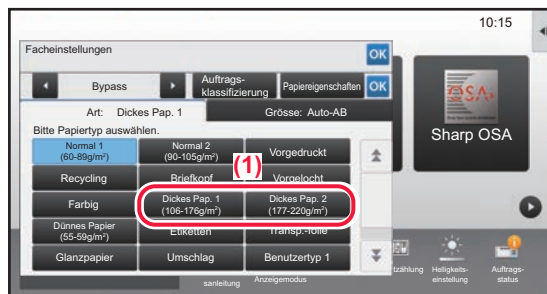 10:15
Facheinstellungen
OK
Bypass
Auftrags-
klassifizierung
Papiereigenschaften
OK
Art: Dickes Pap. 1
Grösse: Auto-AB
Bitte Papiertyp auswählen.
Normal 1
(60-89g/m²)
Normal 2
(90-105g/m²)
Vorgedruckt
Recycling
Briefkopf
(1)
Vorgelocht
Farbig
Dickes Pap. 1
(106-176g/m²)
Dickes Pap. 2
(177-220g/m²)
Dünnes Papier
(55-59g/m²)
Etiketten
Transp.-folie
Glanzpapier
Umschlag
Benutzertyp 1
OSA
Sharp OSA
sanleitung
Anzeigemodus
tzählung
Helligkeits-
einstellung
Auftrags-
status